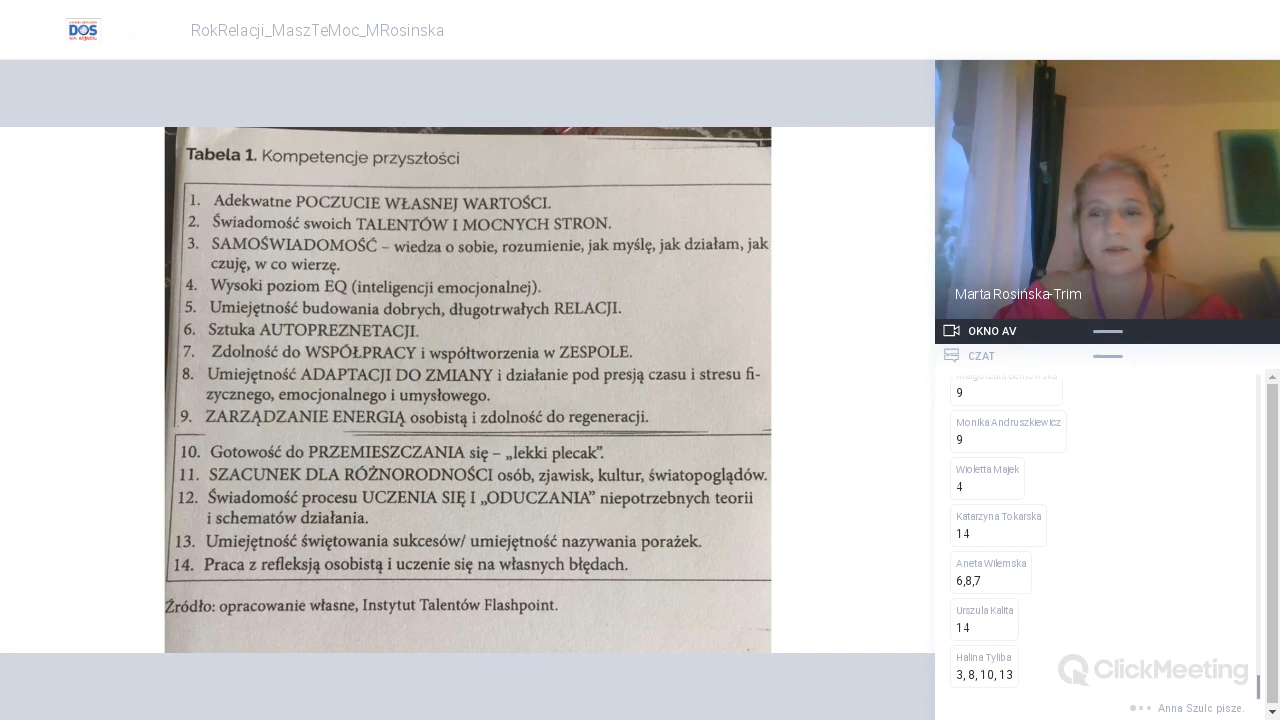 DOS
RokRelacji_MaszTeMoc_MRosinska
Tabela 1. Kompetencje przyszłości
1. Adekwatne POCZUCIE WŁASNEJ WARTOŚCI.
2. Świadomość swoich TALENTÓW I MOCNYCH STRON.
3. SAMOŚWIADOMOŚĆ – wiedza o sobie, rozumienie, jak myślę, jak działam, jak
czuję, w co wierzę.
4. Wysoki poziom EQ (inteligencji emocjonalnej).
5. Umiejętność budowania dobrych, długotrwałych RELACJI.
6. Sztuka AUTOPREZNETACJI.
7. Zdolność do WSPÓŁPRACY i współtworzenia w ZESPOLE.
8. Umiejętność ADAPTACJI DO ZMIANY i działanie pod presją czasu i stresu fi-
zycznego, emocjonalnego i umysłowego.
9. ZARZĄDZANIE ENERGIĄ osobistą i zdolność do regeneracji.
10. Gotowość do PRZEMIESZCZANIA się – „lekki plecak”.
11. SZACUNEK DLA RÓŻNORODNOŚCI osób, zjawisk, kultur, światopoglądów.
12. Świadomość procesu UCZENIA SIĘ I „ODUCZANIA” niepotrzebnych teorii
i schematów działania.
13. Umiejętność świętowania sukcesów/ umiejętność nazywania porażek.
14. Praca z refleksją osobistą i uczenie się na własnych błędach.
Źródło: opracowanie własne, Instytut Talentów Flashpoint.
Marta Rosińska-Trim
OKNO AV
CZAT
9
Monika Andruszkiewicz
9
Wioletta Majek
4
Katarzyna Tokarska
14
Aneta Wilemska
6,8,7
Urszula Kalita
14
Halina Tyliba
3, 8, 10, 13
ClickMeeting
Anna Szulc pisze.